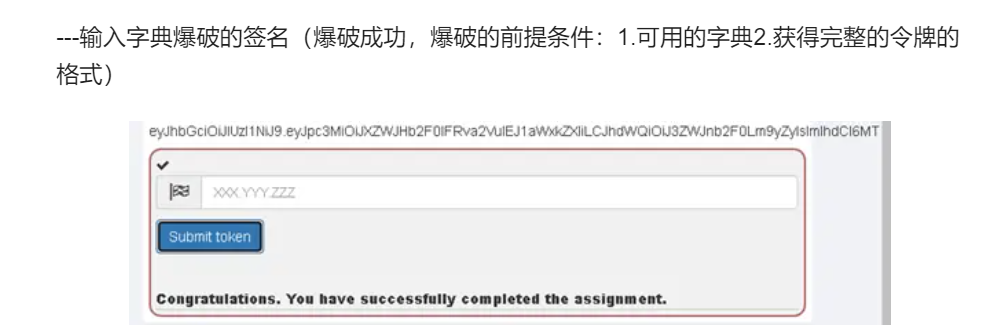 ---输入字典爆破的签名（爆破成功，爆破的前提条件：1.可用的字典2.获得完整的令牌的
格式）
eyJhbGciOiJIUzI1NiJ9.eyJpc3MiOiJXZWJHb2F0IFRva2VuIEJ1aWxkZXIiLCJhdWQiOiJ3ZWJnb2F0Lm9yZyIsImlhdCI6MT
XXX.YYY.ZZZ
Submit token
Congratulations. You have successfully completed the assignment.